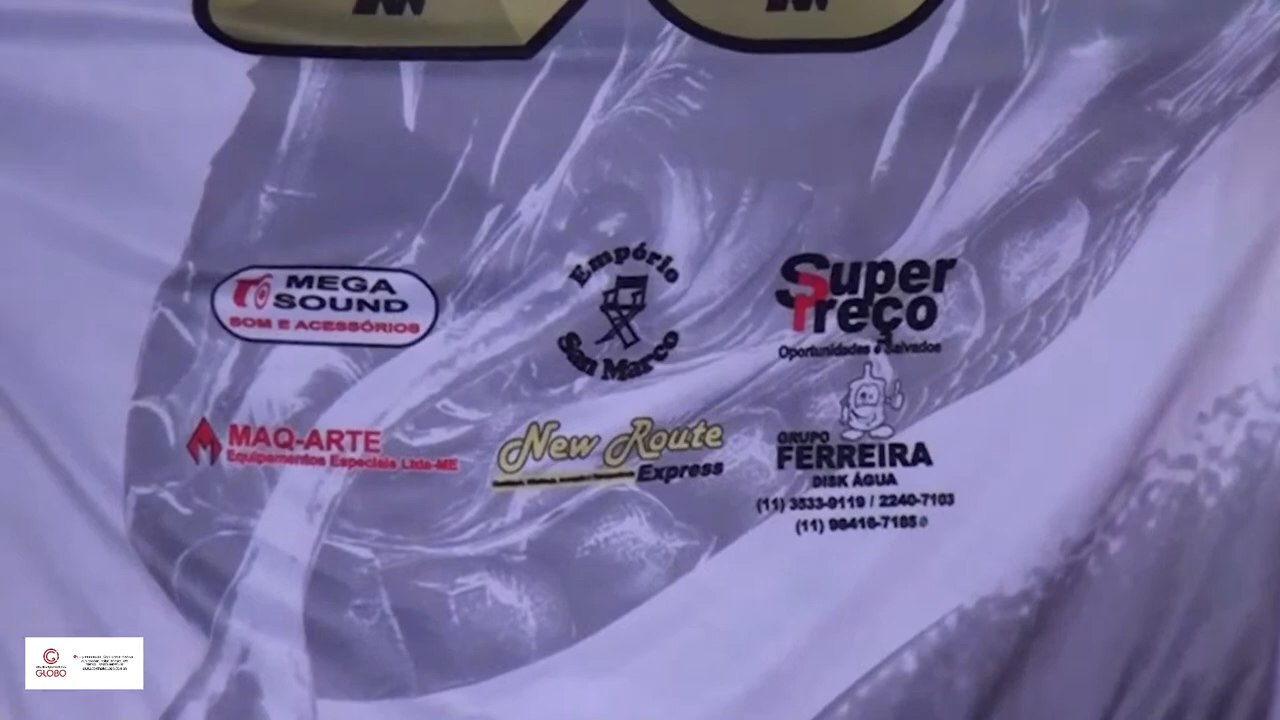 MEGA
SOUND
SOM E ACESSÓRIOS
Empório
San Marco
Super
Preço
Oportunidades e Salvados
MAQ-ARTE
Equipamentos Especiais Ltda-ME
New Route
Express
GRUPO
FERREIRA
DISK ÁGUA
(11) 3533-9119 / 2240-7103
(11) 98416-7185
GLOBO